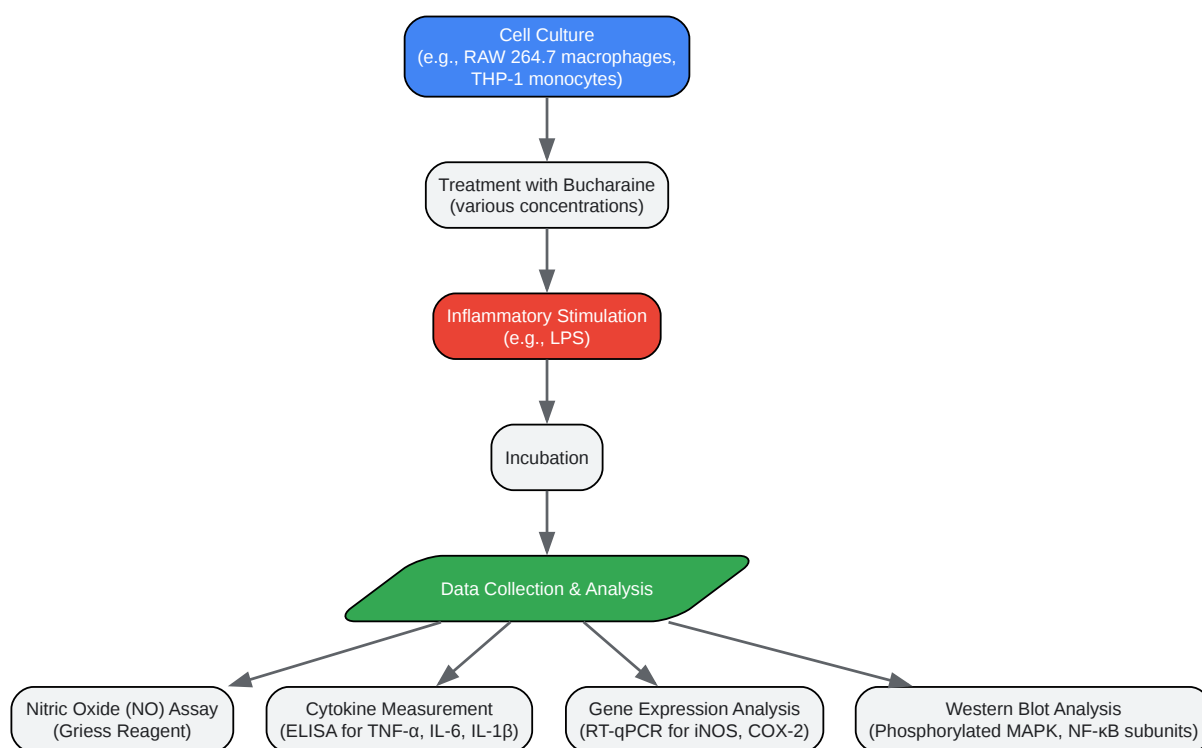 Cell Culture
(e.g., RAW 264.7 macrophages,
THP-1 monocytes)
Treatment with Bucharaine
(various concentrations)
Inflammatory Stimulation
(e.g., LPS)
Incubation
Data Collection & Analysis
Nitric Oxide (NO) Assay
(Griess Reagent)
Cytokine Measurement
(ELISA for TNF-α, IL-6, IL-1β)
Gene Expression Analysis
(RT-qPCR for iNOS, COX-2)
Western Blot Analysis
(Phosphorylated MAPK, NF-κB subunits)